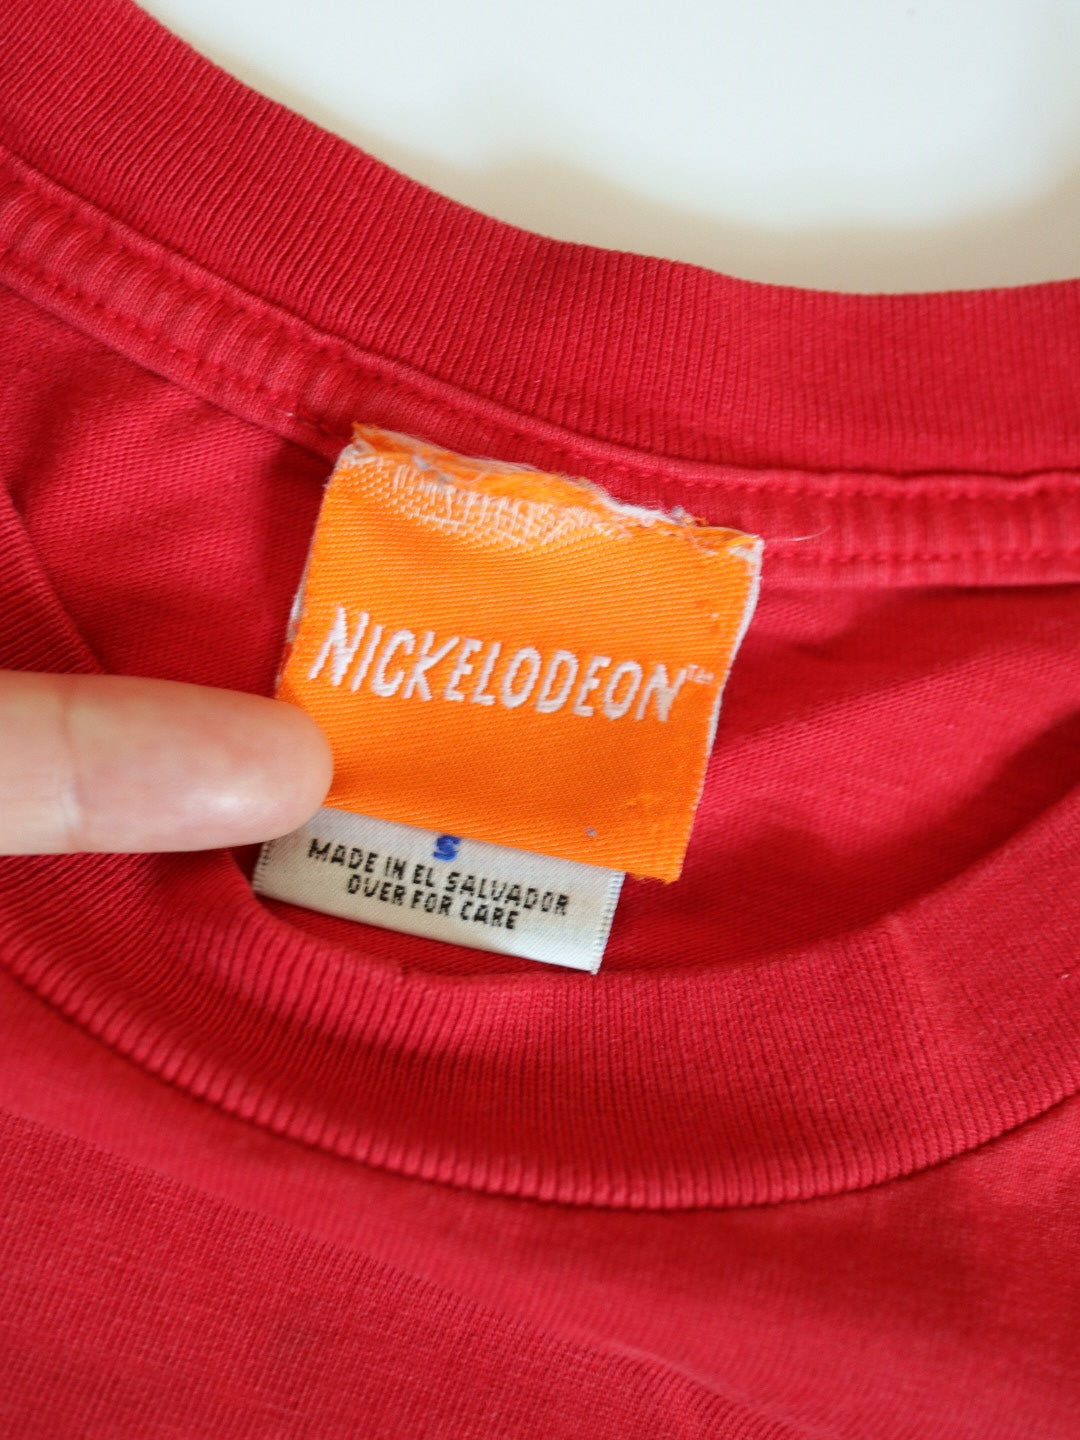 NICKELODEON™
S
MADE IN EL SALVADOR
OVER FOR CARE